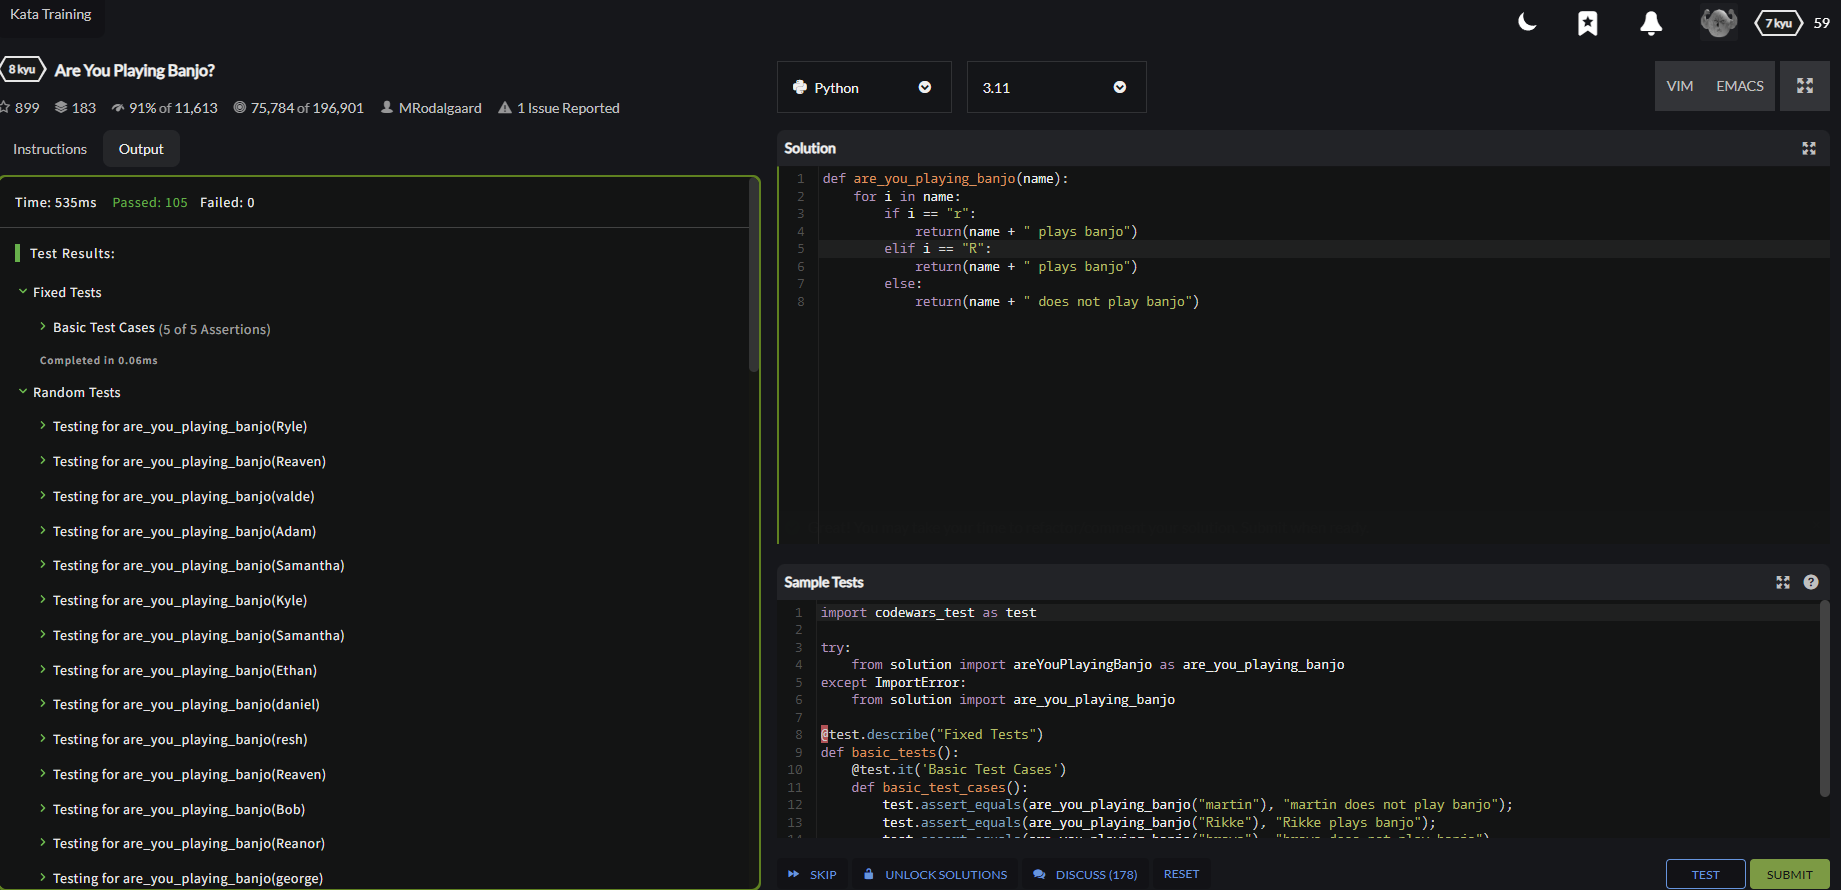 Kata Training
7 kyu 59
8 kyu Are You Playing Banjo?
899 183 91% of 11,613 75,784 of 196,901 MRodalgaard 1 Issue Reported
Python
3.11
VIM EMACS
Instructions Output
Time: 535ms Passed: 105 Failed: 0
Test Results:
Fixed Tests
Basic Test Cases (5 of 5 Assertions)
Completed in 0.06ms
Random Tests
Testing for are_you_playing_banjo(Ryle)
Testing for are_you_playing_banjo(Reaven)
Testing for are_you_playing_banjo(valde)
Testing for are_you_playing_banjo(Adam)
Testing for are_you_playing_banjo(Samantha)
Testing for are_you_playing_banjo(Kyle)
Testing for are_you_playing_banjo(Samantha)
Testing for are_you_playing_banjo(Ethan)
Testing for are_you_playing_banjo(daniel)
Testing for are_you_playing_banjo(resh)
Testing for are_you_playing_banjo(Reaven)
Testing for are_you_playing_banjo(Bob)
Testing for are_you_playing_banjo(Reanor)
Testing for are_you_playing_banjo(george)
Solution
1 def are_you_playing_banjo(name):
2     for i in name:
3         if i == "r":
4             return(name + " plays banjo")
5         elif i == "R":
6             return(name + " plays banjo")
7         else:
8             return(name + " does not play banjo")
Sample Tests
1 import codewars_test as test
2
3 try:
4     from solution import areYouPlayingBanjo as are_you_playing_banjo
5 except ImportError:
6     from solution import are_you_playing_banjo
7
8 @test.describe("Fixed Tests")
9 def basic_tests():
10     @test.it('Basic Test Cases')
11     def basic_test_cases():
12         test.assert_equals(are_you_playing_banjo("martin"), "martin does not play banjo");
13         test.assert_equals(are_you_playing_banjo("Rikke"), "Rikke plays banjo");
SKIP UNLOCK SOLUTIONS DISCUSS (178) RESET
TEST SUBMIT